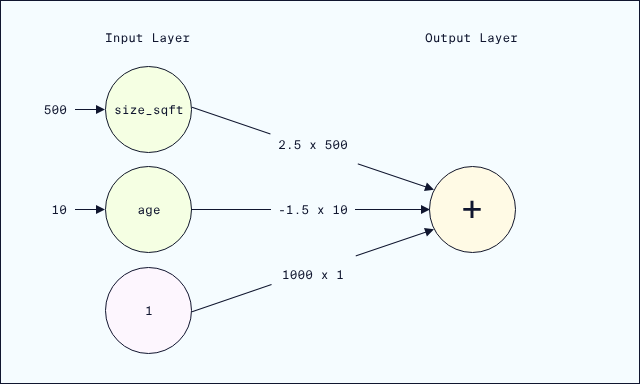 Input Layer
Output Layer
500
size_sqft
2.5 x 500
10
age
-1.5 x 10
+
1000 x 1
1